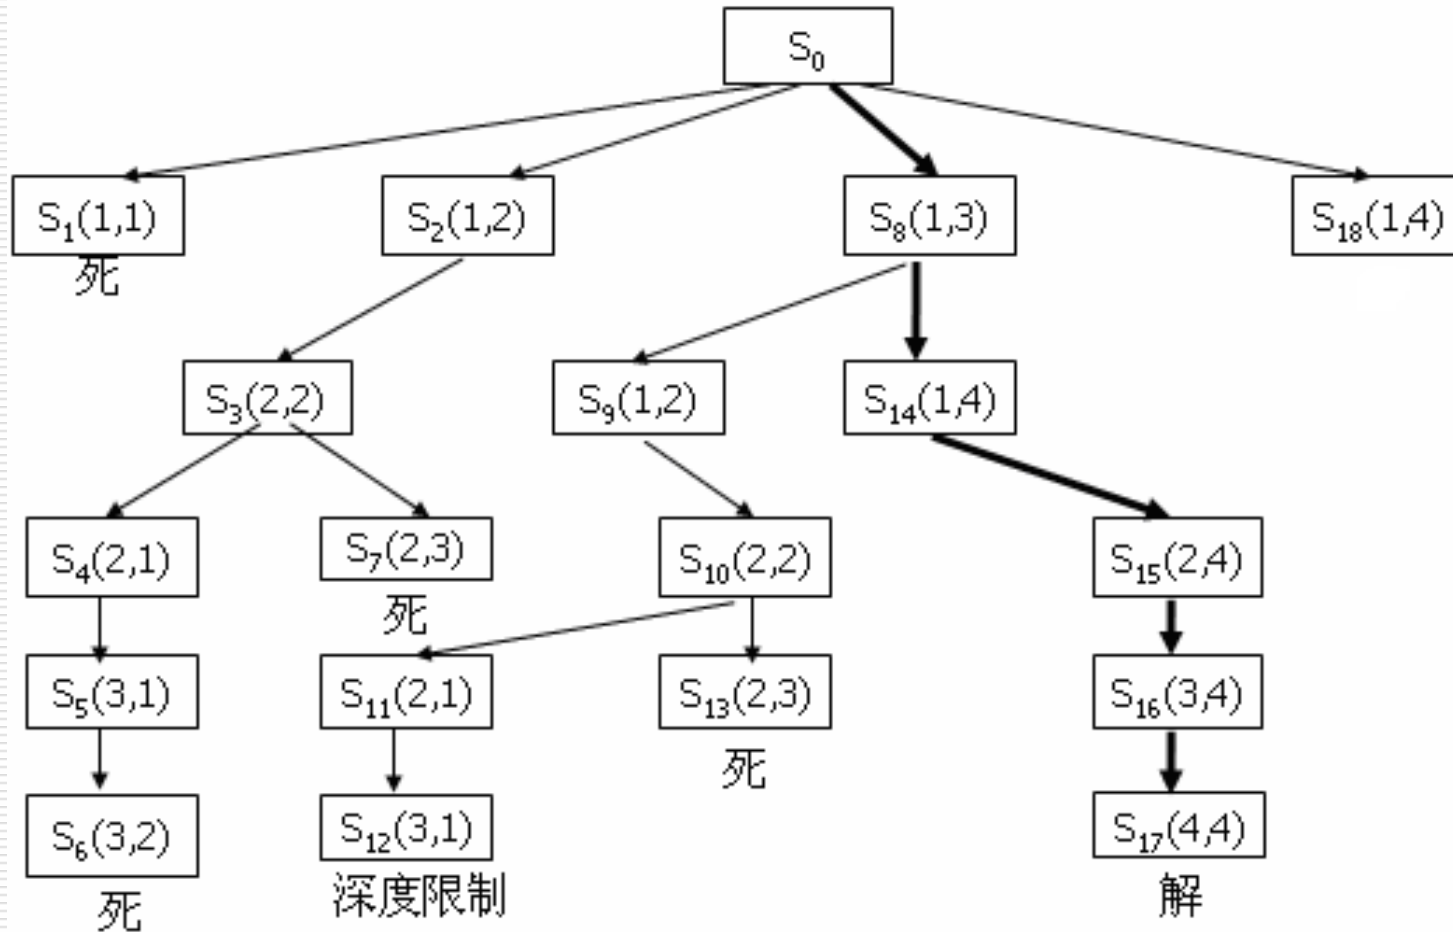 S₀
S₁(1,1) S₂(1,2) S₈(1,3) S₁₈(1,4)
死
S₃(2,2) S₉(1,2) S₁₄(1,4)
S₄(2,1) S₇(2,3) S₁₀(2,2) S₁₅(2,4)
死
S₅(3,1) S₁₁(2,1) S₁₃(2,3) S₁₆(3,4)
死
S₆(3,2) S₁₂(3,1) S₁₇(4,4)
死 深度限制 解